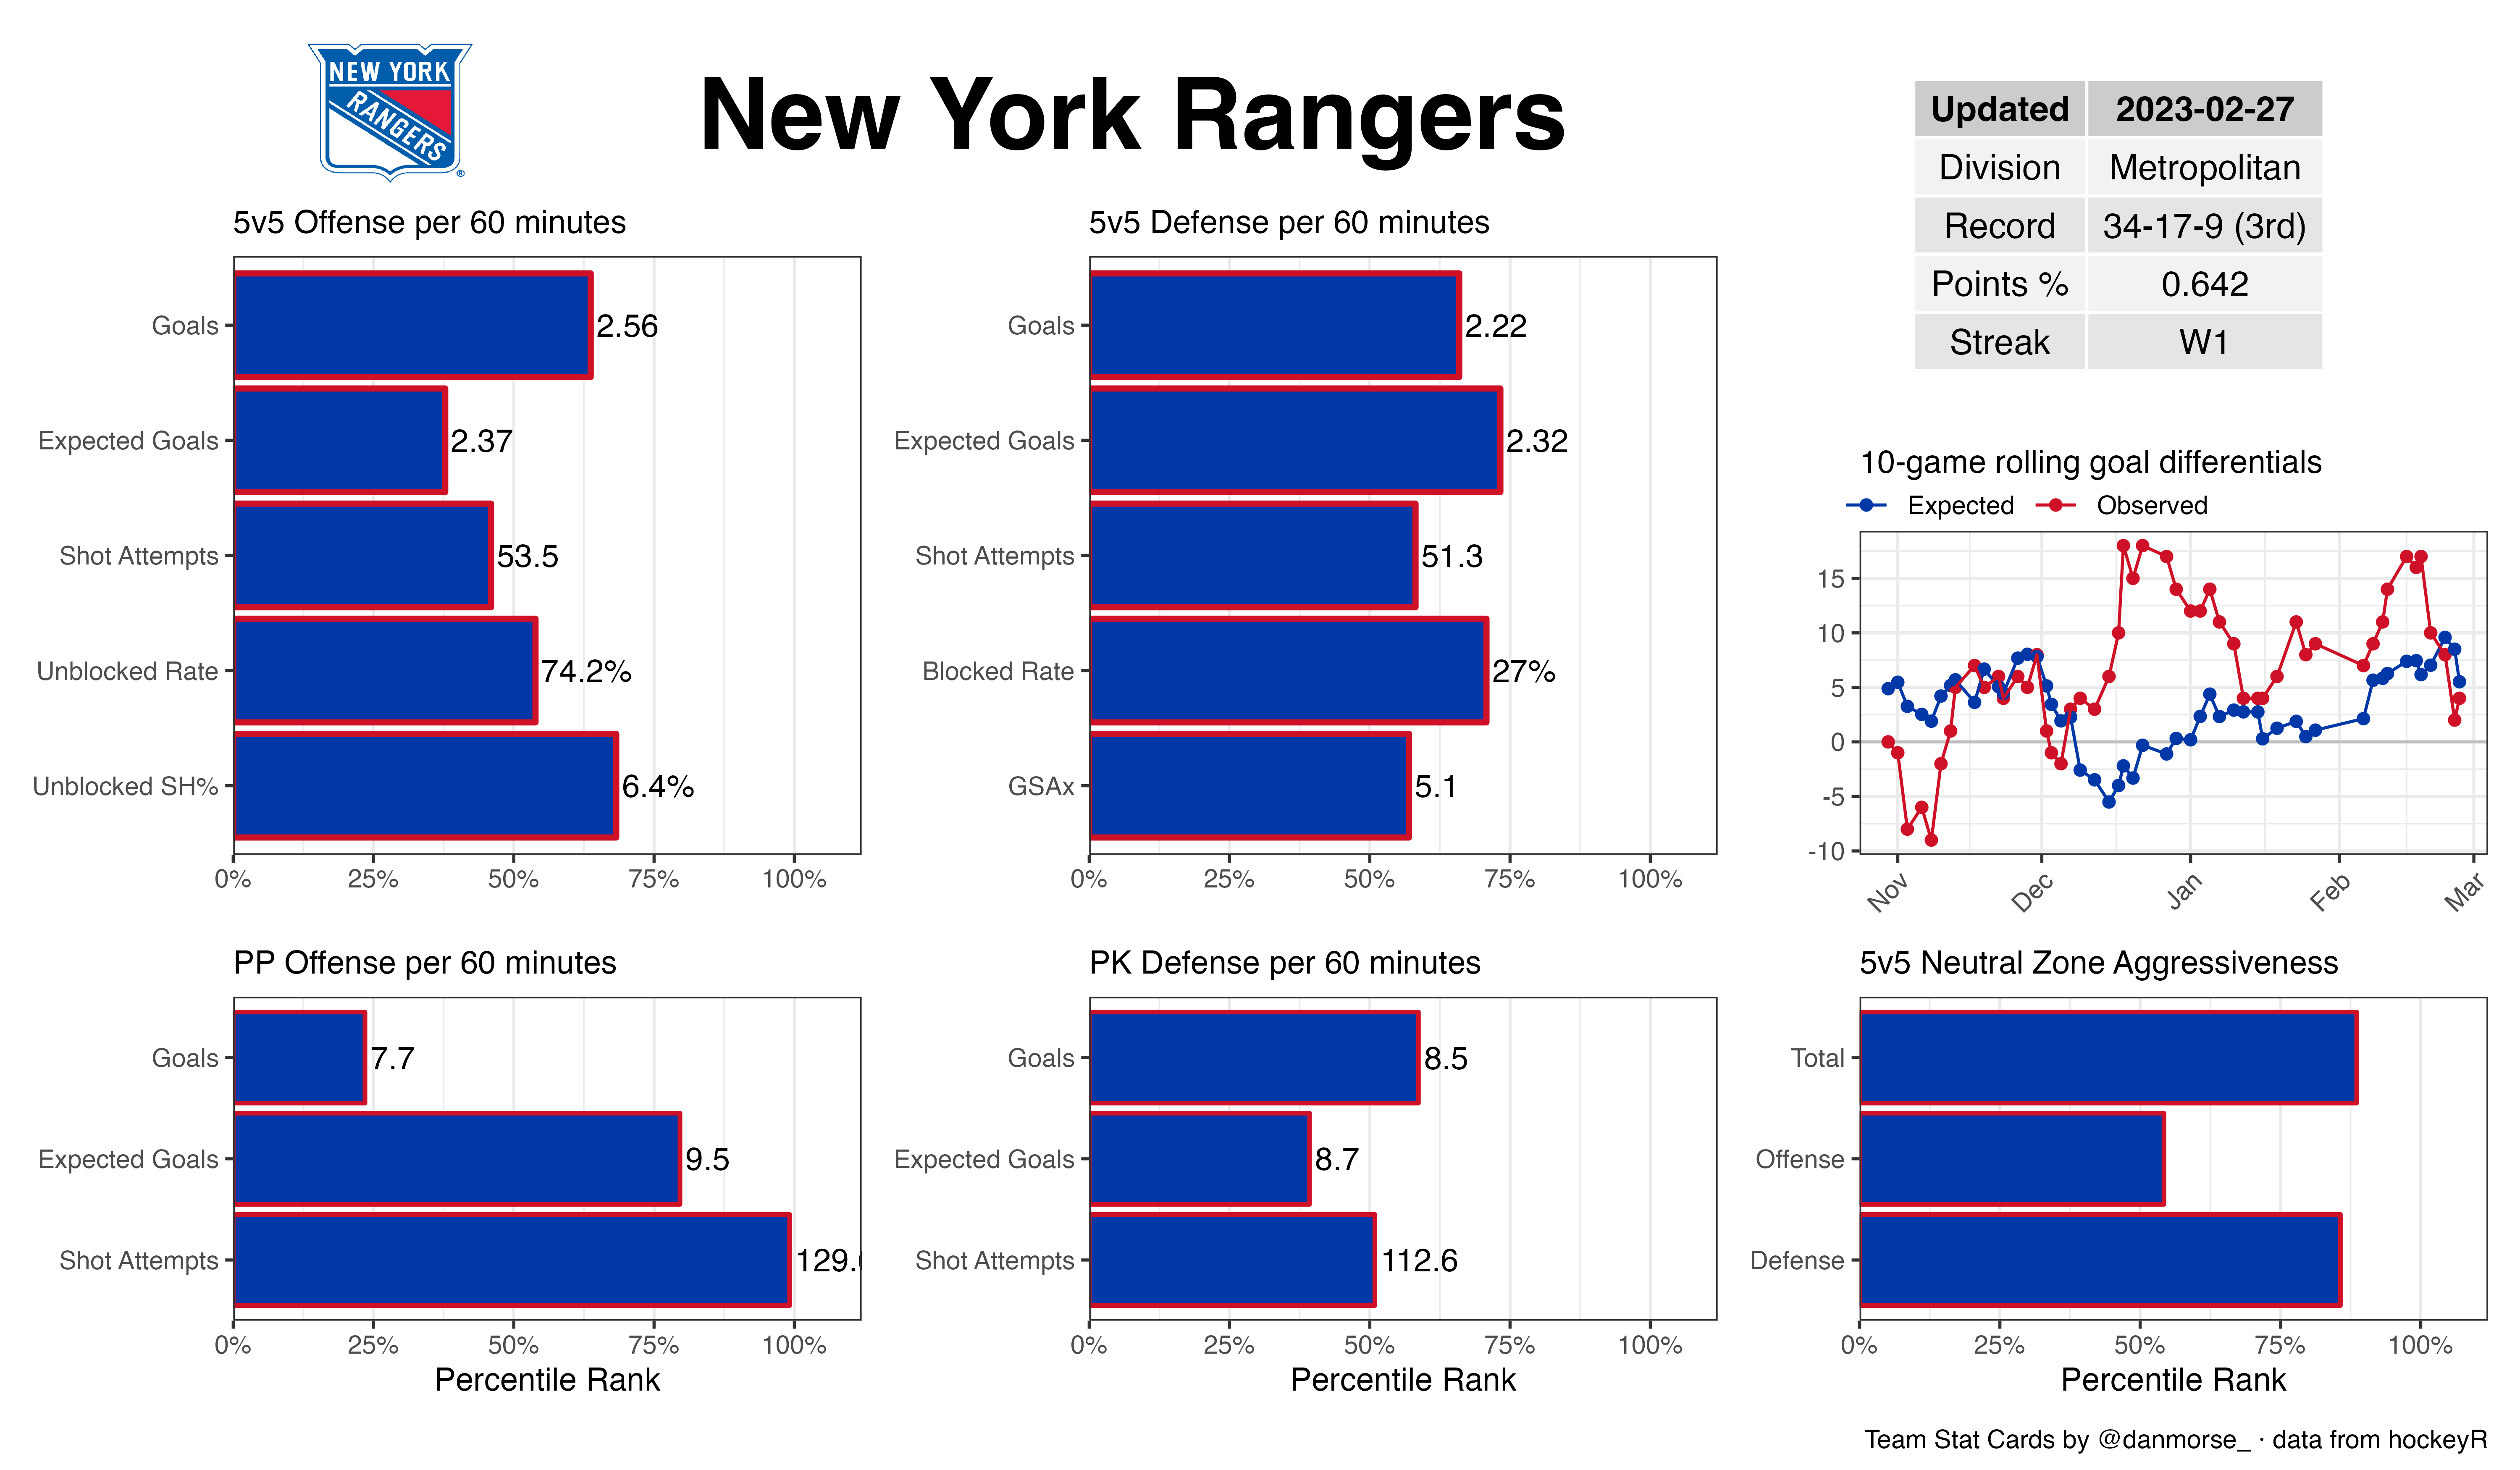 NEW YORK
RANGERS
®
New York Rangers
Updated 2023-02-27
Division Metropolitan
Record 34-17-9 (3rd)
Points % 0.642
Streak W1
5v5 Offense per 60 minutes
Goals 2.56
Expected Goals 2.37
Shot Attempts 53.5
Unblocked Rate 74.2%
Unblocked SH% 6.4%
0% 25% 50% 75% 100%
5v5 Defense per 60 minutes
Goals 2.22
Expected Goals 2.32
Shot Attempts 51.3
Blocked Rate 27%
GSAx 5.1
0% 25% 50% 75% 100%
10-game rolling goal differentials
Expected Observed
15
10
5
0
-5
-10
Nov Dec Jan Feb Mar
PP Offense per 60 minutes
Goals 7.7
Expected Goals 9.5
Shot Attempts
0% 25% 50% 75% 100%
Percentile Rank
PK Defense per 60 minutes
Goals 8.5
Expected Goals 8.7
Shot Attempts 112.6
0% 25% 50% 75% 100%
Percentile Rank
5v5 Neutral Zone Aggressiveness
Total
Offense
Defense
0% 25% 50% 75% 100%
Percentile Rank
Team Stat Cards by @danmorse_ · data from hockeyR